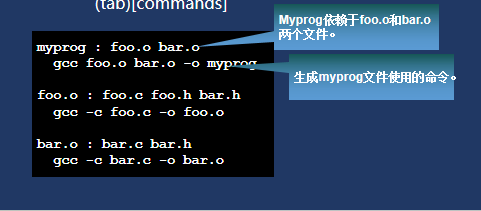 (tab)[commands]
Myprog依赖于foo.o和bar.o
两个文件。
myprog : foo.o bar.o
gcc foo.o bar.o -o myprog
生成myprog文件使用的命令。
foo.o : foo.c foo.h bar.h
gcc -c foo.c -o foo.o
bar.o : bar.c bar.h
gcc -c bar.c -o bar.o